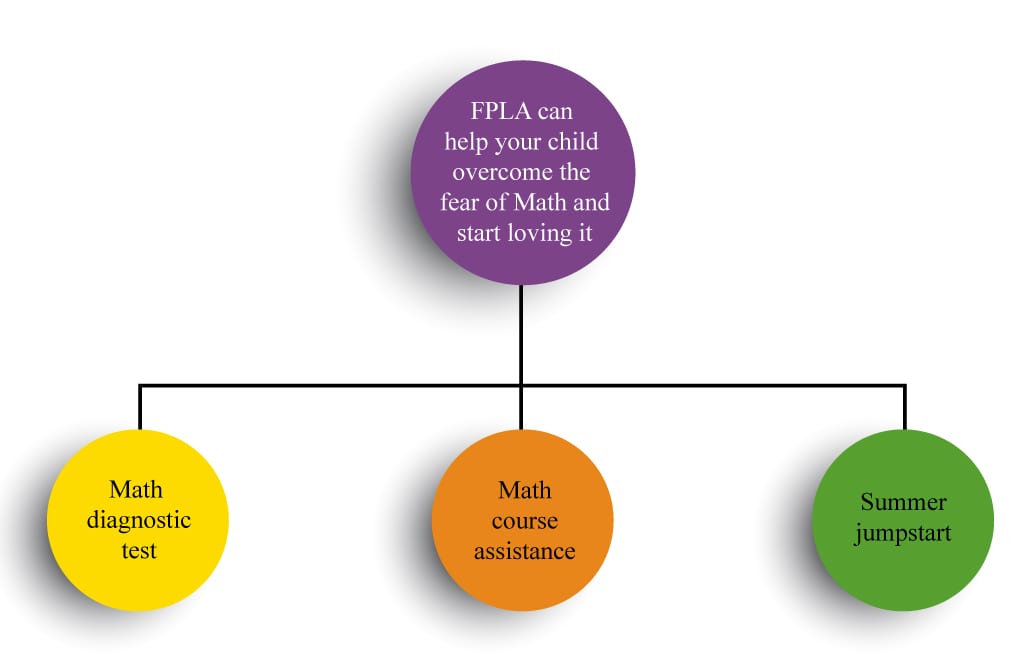 FPLA can
help your child
overcome the
fear of Math and
start loving it
Math
diagnostic
test
Math
course
assistance
Summer
jumpstart